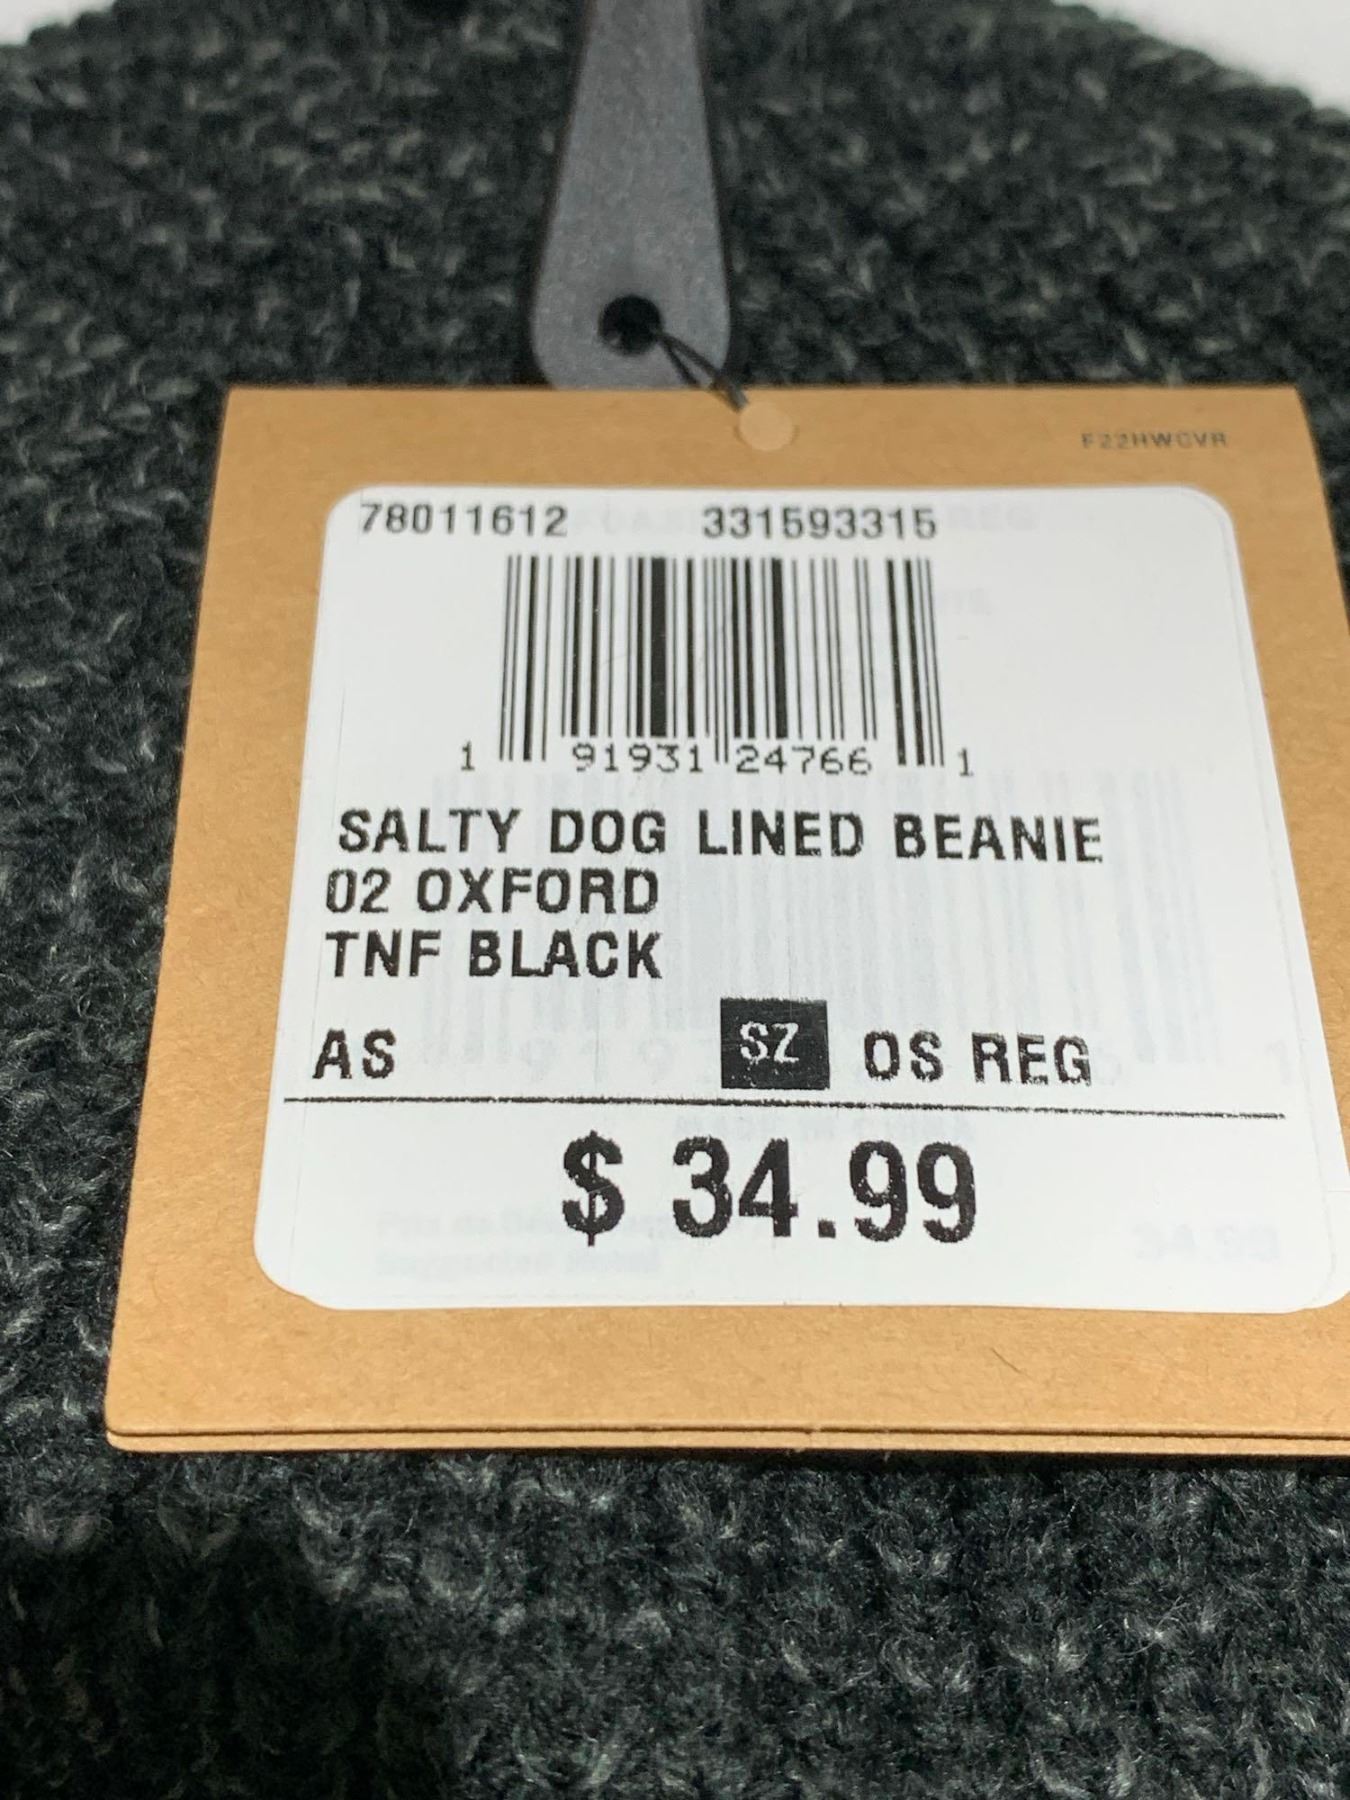 F22HWCVR
78011612 331593315
1 91931 24766 1
SALTY DOG LINED BEANIE
02 OXFORD
TNF BLACK
AS SZ OS REG
$ 34.99